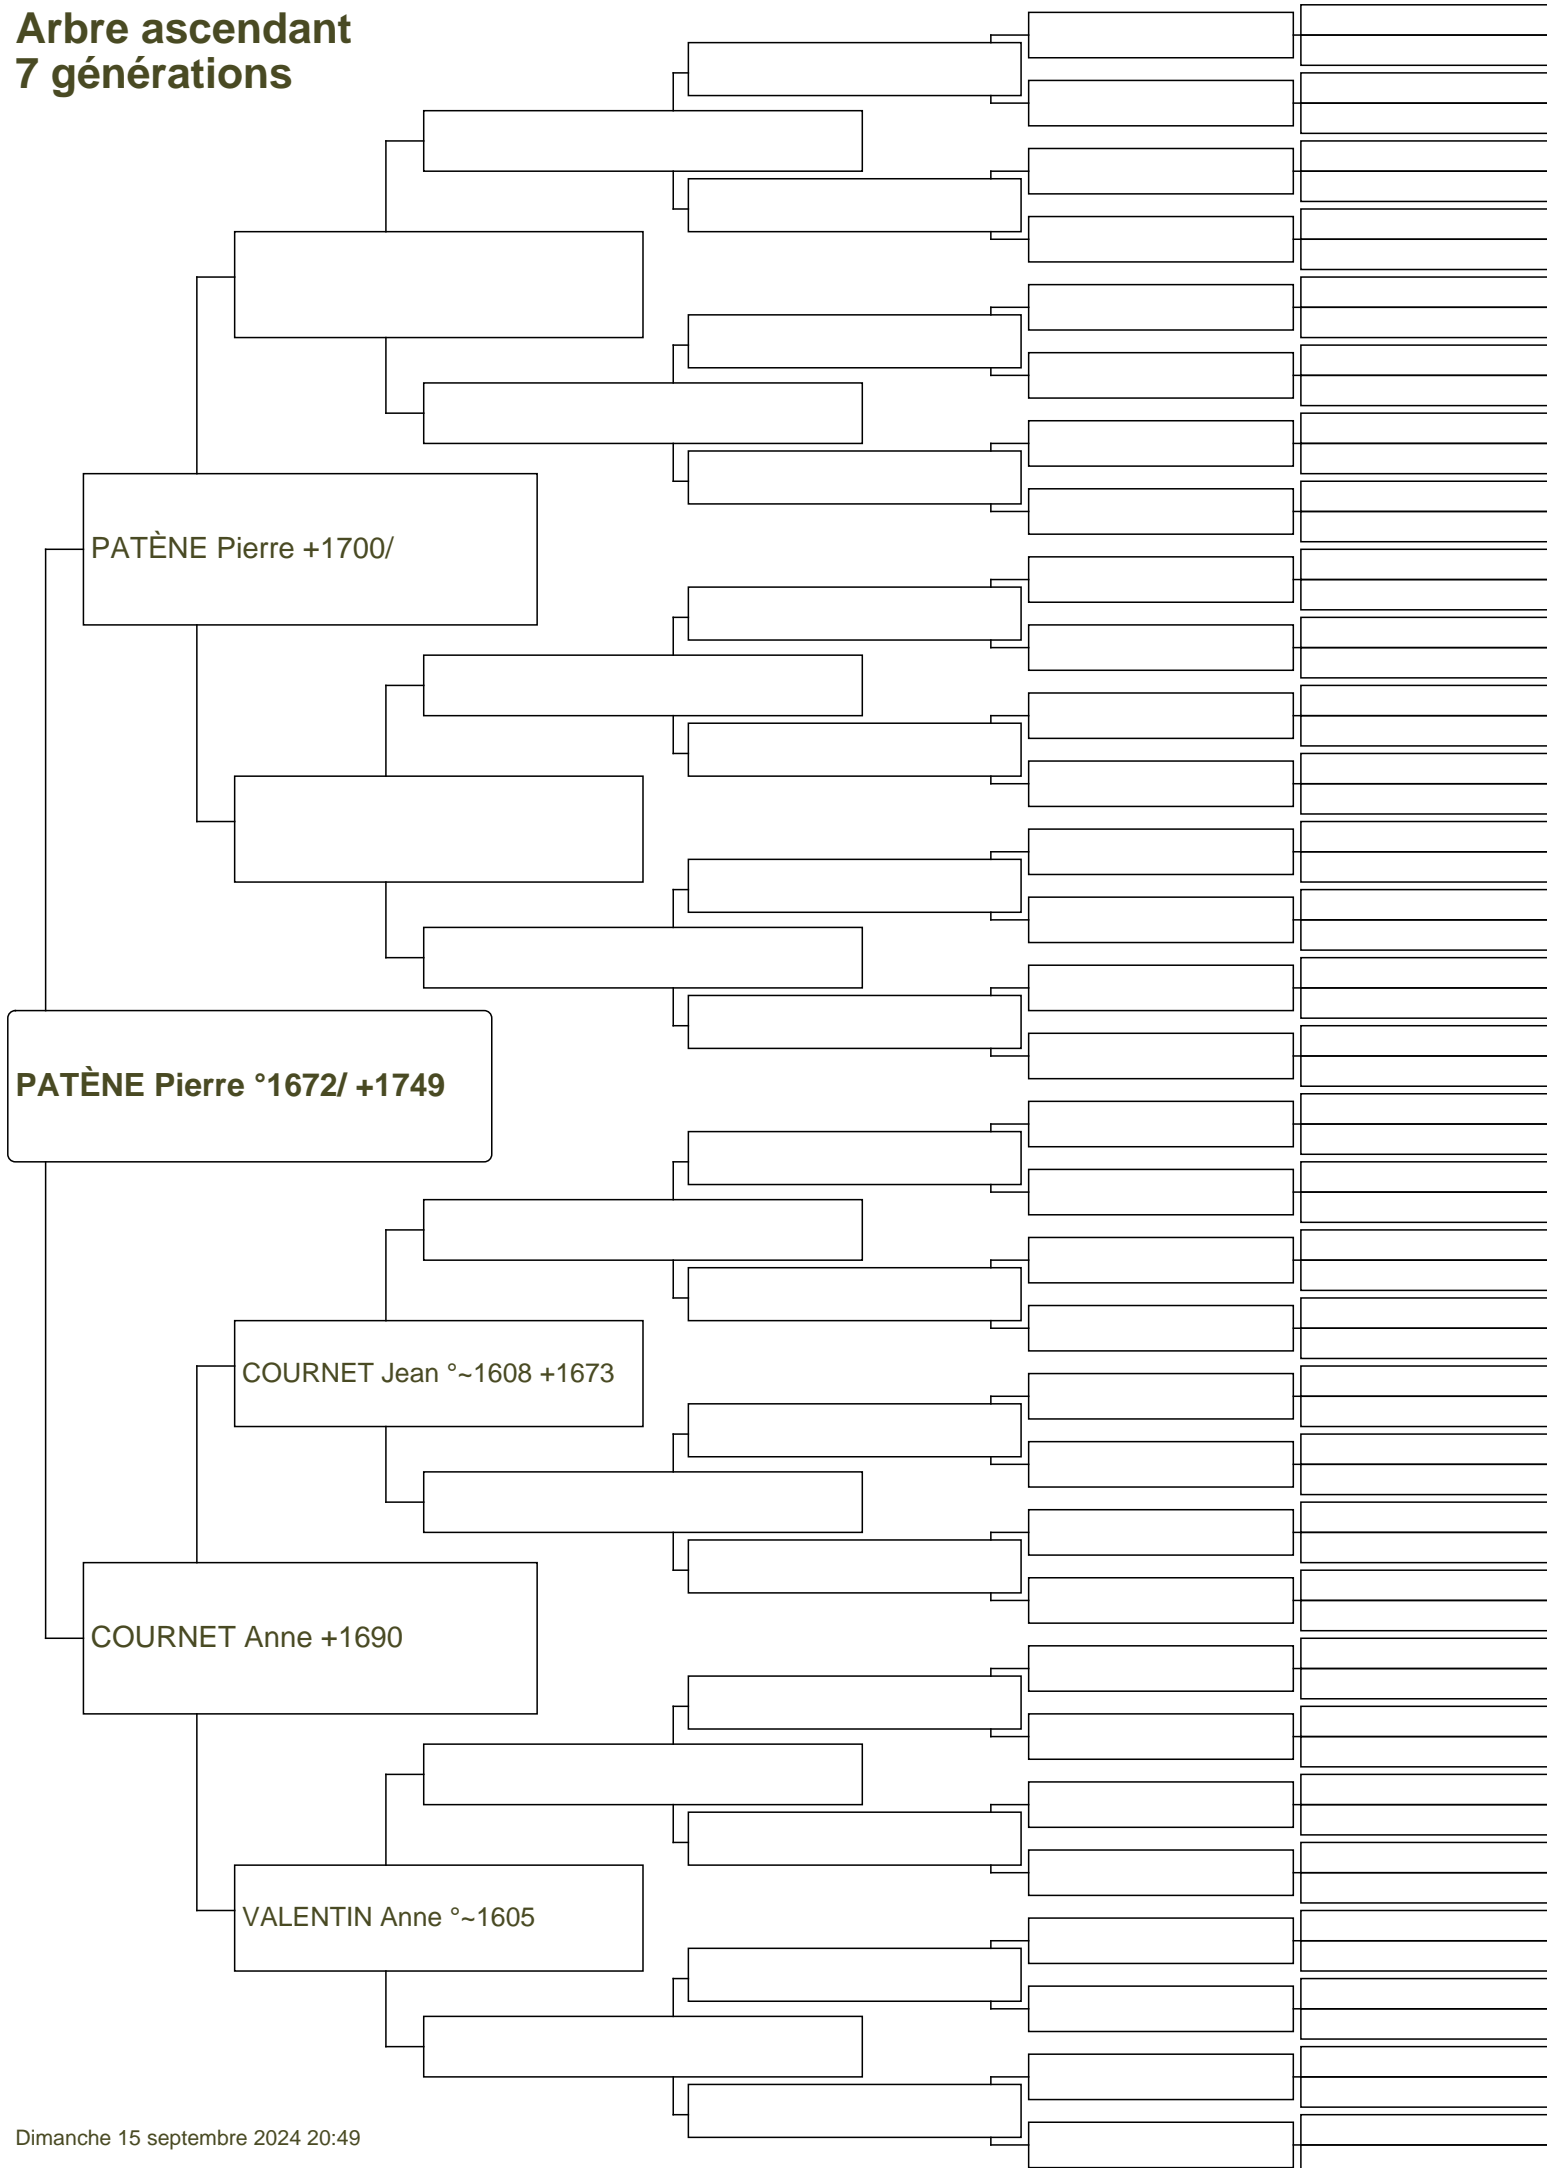 Arbre ascendant
7 générations
PATÈNE Pierre +1700/
PATÈNE Pierre °1672/ +1749
COURNET Jean °~1608 +1673
COURNET Anne +1690
VALENTIN Anne °~1605
Dimanche 15 septembre 2024 20:49